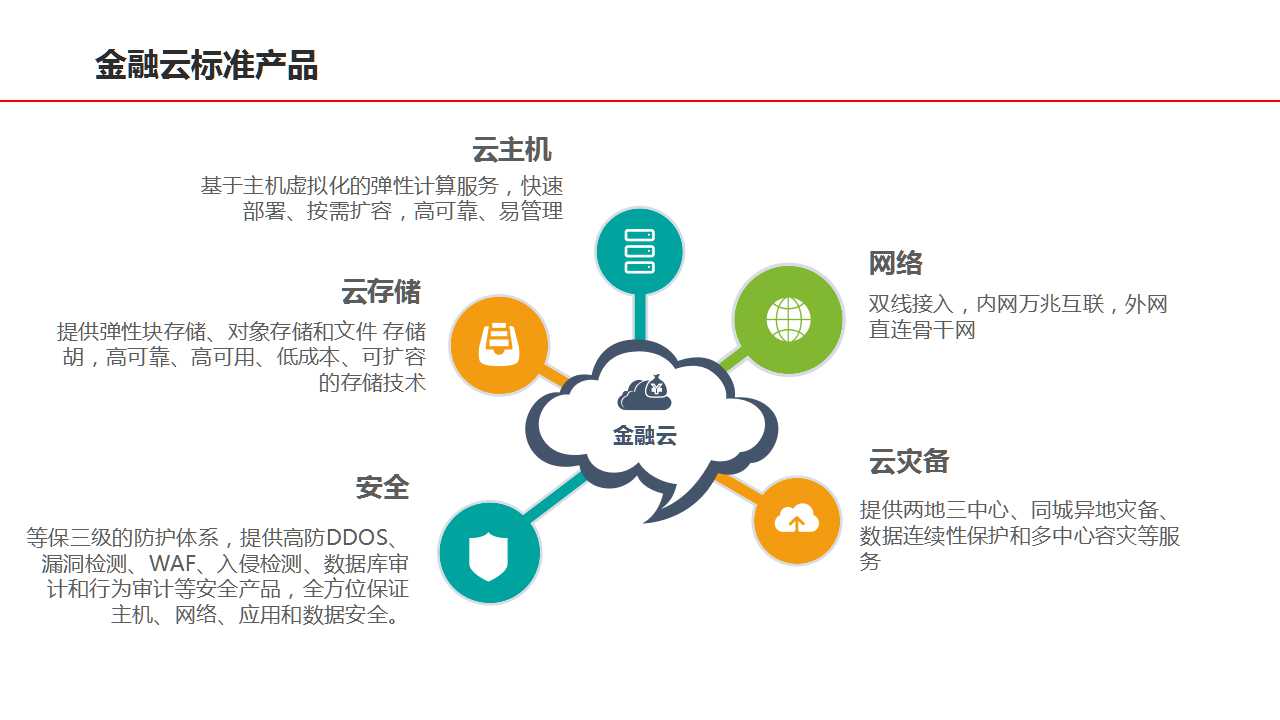 金融云标准产品
云主机
基于主机虚拟化的弹性计算服务，快速
部署、按需扩容，高可靠、易管理
网络
双线接入，内网万兆互联，外网
直连骨干网
云存储
提供弹性块存储、对象存储和文件 存储
胡，高可靠、高可用、低成本、可扩容
的存储技术
金融云
云灾备
提供两地三中心、同城异地灾备、
数据连续性保护和多中心容灾等服
务
安全
等保三级的防护体系，提供高防DDOS、
漏洞检测、WAF、入侵检测、数据库审
计和行为审计等安全产品，全方位保证
主机、网络、应用和数据安全。